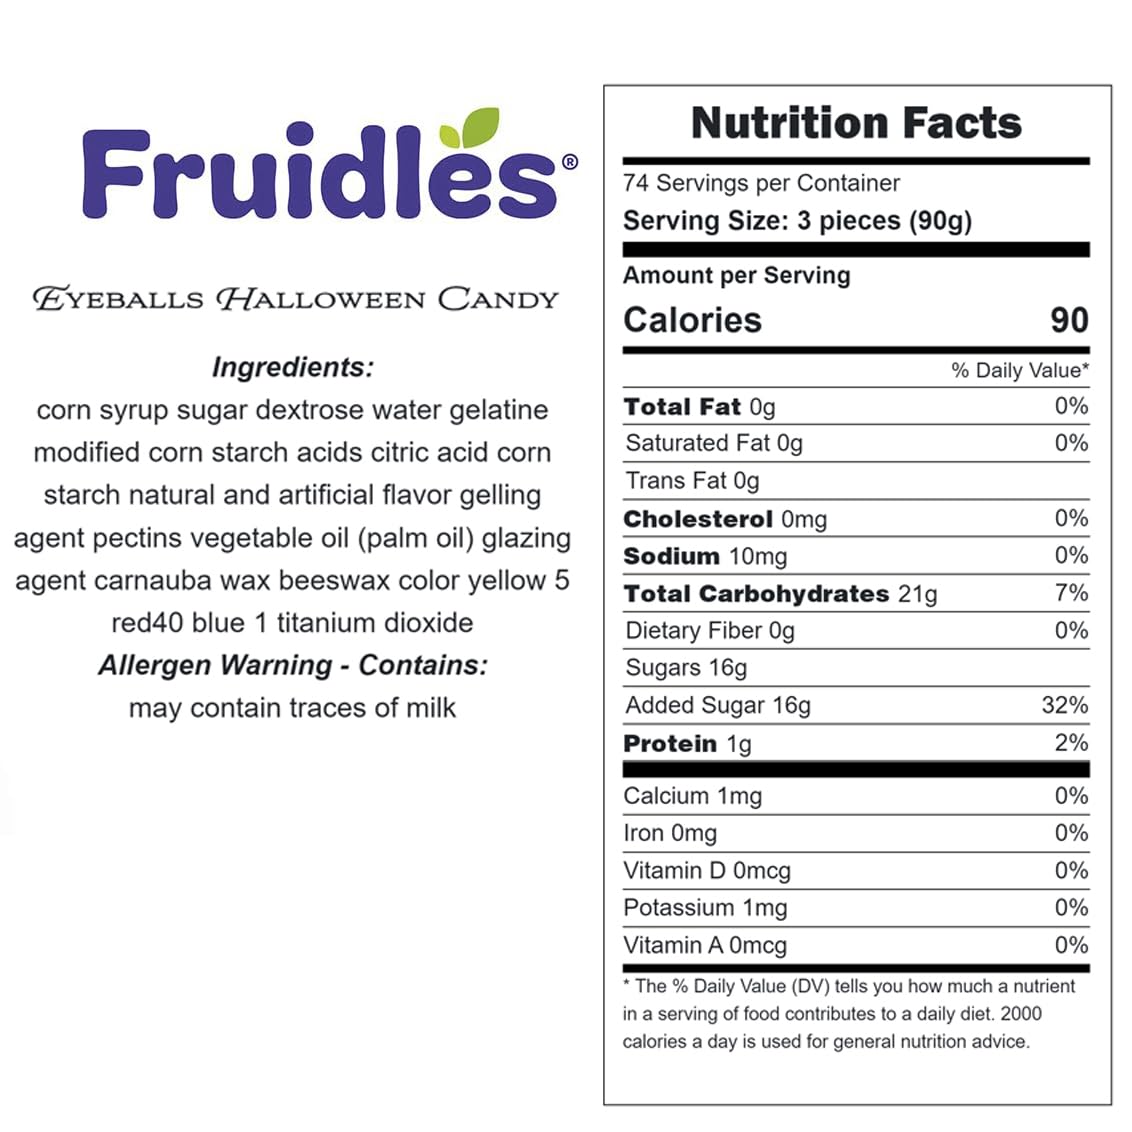 Fruidles®
EYEBALLS HALLOWEEN CANDY
Ingredients:
corn syrup sugar dextrose water gelatine
modified corn starch acids citric acid corn
starch natural and artificial flavor gelling
agent pectins vegetable oil (palm oil) glazing
agent carnauba wax beeswax color yellow 5
red40 blue 1 titanium dioxide
Allergen Warning - Contains:
may contain traces of milk
Nutrition Facts
74 Servings per Container
Serving Size: 3 pieces (90g)
Amount per Serving
Calories 90
% Daily Value*
Total Fat 0g 0%
Saturated Fat 0g 0%
Trans Fat 0g
Cholesterol 0mg 0%
Sodium 10mg 0%
Total Carbohydrates 21g 7%
Dietary Fiber 0g 0%
Sugars 16g
Added Sugar 16g 32%
Protein 1g 2%
Calcium 1mg 0%
Iron 0mg 0%
Vitamin D 0mcg 0%
Potassium 1mg 0%
Vitamin A 0mcg 0%
* The % Daily Value (DV) tells you how much a nutrient
in a serving of food contributes to a daily diet. 2000
calories a day is used for general nutrition advice.